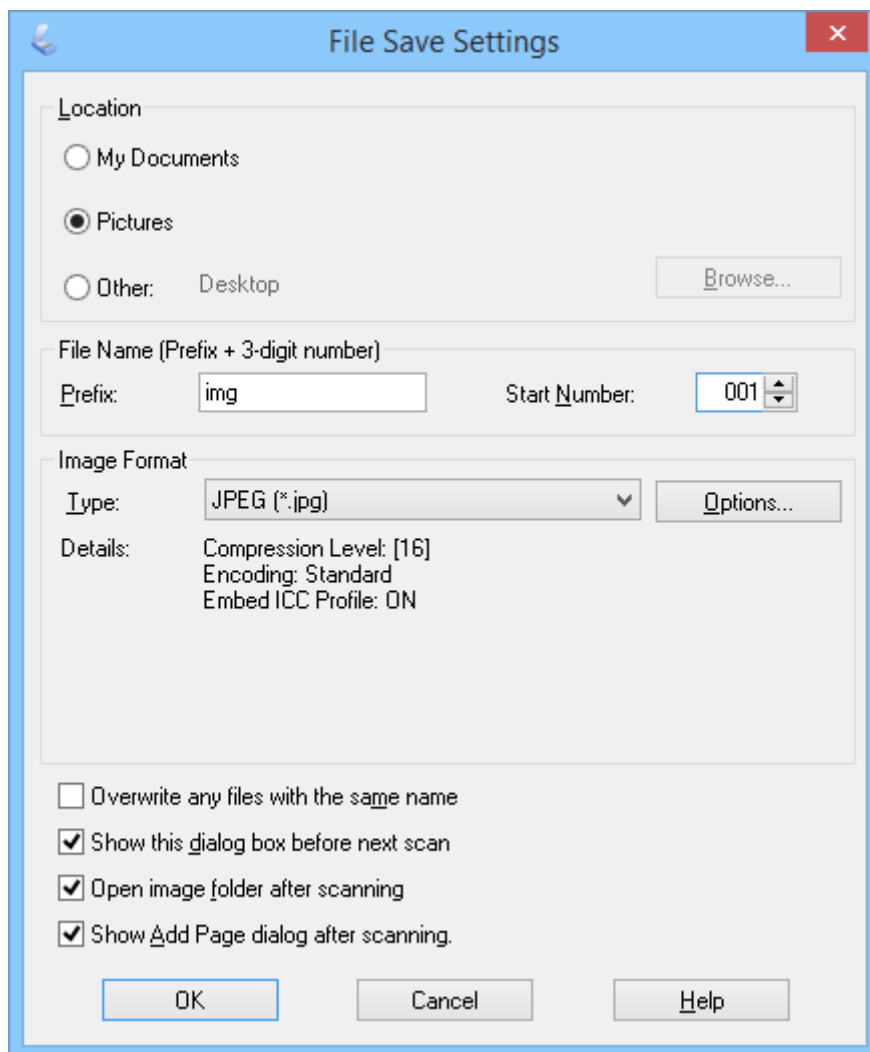 File Save Settings
Location
My Documents
Pictures
Other: Desktop Browse...
File Name (Prefix + 3-digit number)
Prefix: img Start Number: 001
Image Format
Type: JPEG (*.jpg) Options...
Details: Compression Level: [16]
Encoding: Standard
Embed ICC Profile: ON
Overwrite any files with the same name
Show this dialog box before next scan
Open image folder after scanning
Show Add Page dialog after scanning.
OK Cancel Help